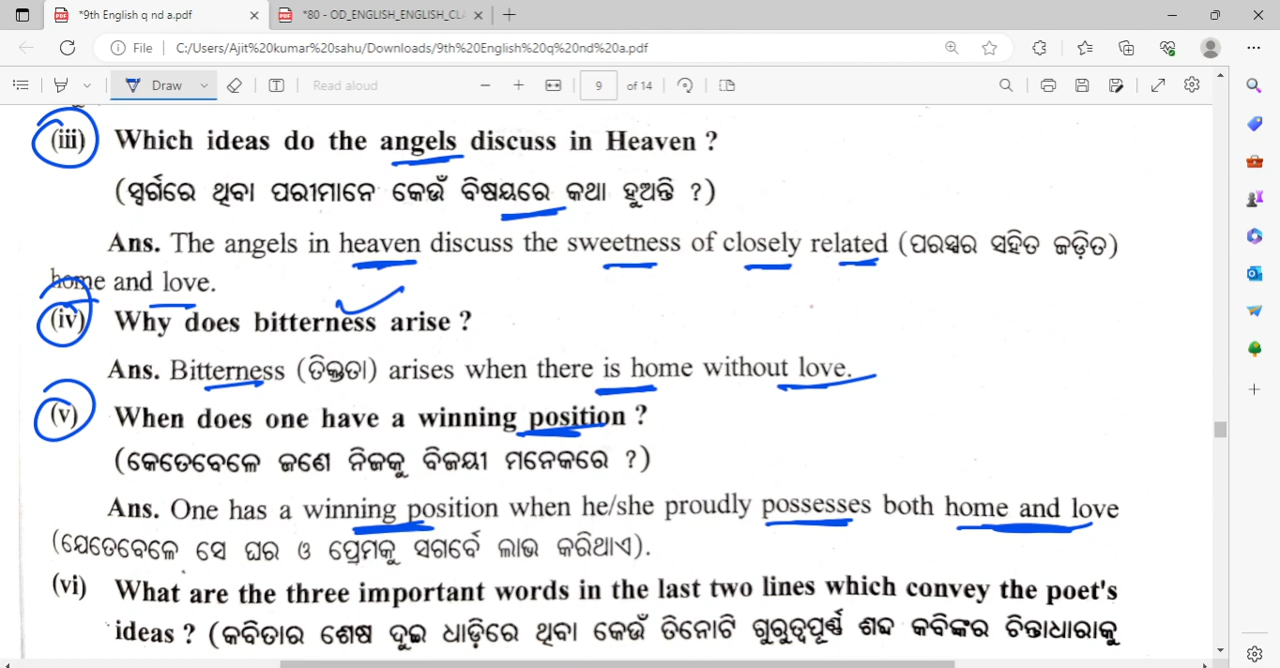 *9th English q nd a.pdf
*80 - OD_ENGLISH_ENGLISH_CLA
File
C:/Users/Ajit%20kumar%20sahu/Downloads/9th%20English%20q%20nd%20a.pdf
Draw
Read aloud
9
of 14
(iii) Which ideas do the angels discuss in Heaven ?
(ସ୍ୱର୍ଗରେ ଥିବା ପରୀମାନେ କେଉଁ ବିଷୟରେ କଥା ହୁଅନ୍ତି ?)
Ans. The angels in heaven discuss the sweetness of closely related (ପରସ୍ପର ସହିତ ଜଡ଼ିତ)
home and love.
(iv) Why does bitterness arise ?
Ans. Bitterness (ତିକ୍ତତା) arises when there is home without love.
(v) When does one have a winning position ?
(କେତେବେଳେ ଜଣେ ନିଜକୁ ବିଜୟୀ ମନେକରେ ?)
Ans. One has a winning position when he/she proudly possesses both home and love
(ଯେତେବେଳେ ସେ ଘର ଓ ପ୍ରେମକୁ ସଗର୍ବେ ଲାଭ କରିଥାଏ).
(vi) What are the three important words in the last two lines which convey the poet's
ideas ? (କବିତାର ଶେଷ ଦୁଇ ଧାଡ଼ିରେ ଥିବା କେଉଁ ତିନୋଟି ଗୁରୁତ୍ୱପୂର୍ଣ୍ଣ ଶବ୍ଦ କବିଙ୍କର ଚିନ୍ତାଧାରାକୁ